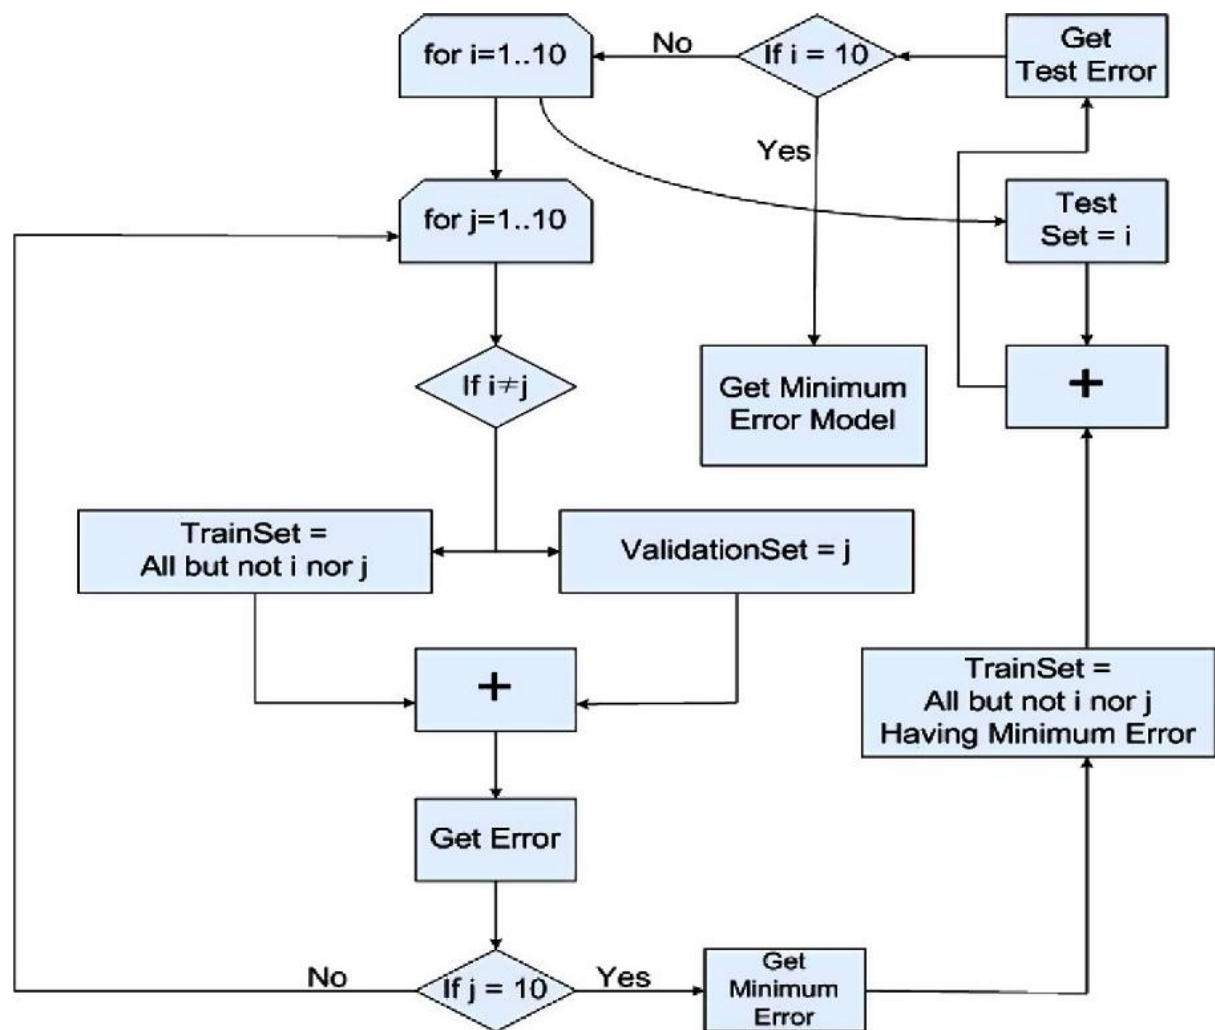 for i=1..10
No
If i = 10
Get
Test Error
Yes
for j=1..10
Test
Set = i
If i≠j
Get Minimum
Error Model
+
TrainSet =
All but not i nor j
ValidationSet = j
+
TrainSet =
All but not i nor j
Having Minimum Error
Get Error
No
If j = 10
Yes
Get
Minimum
Error